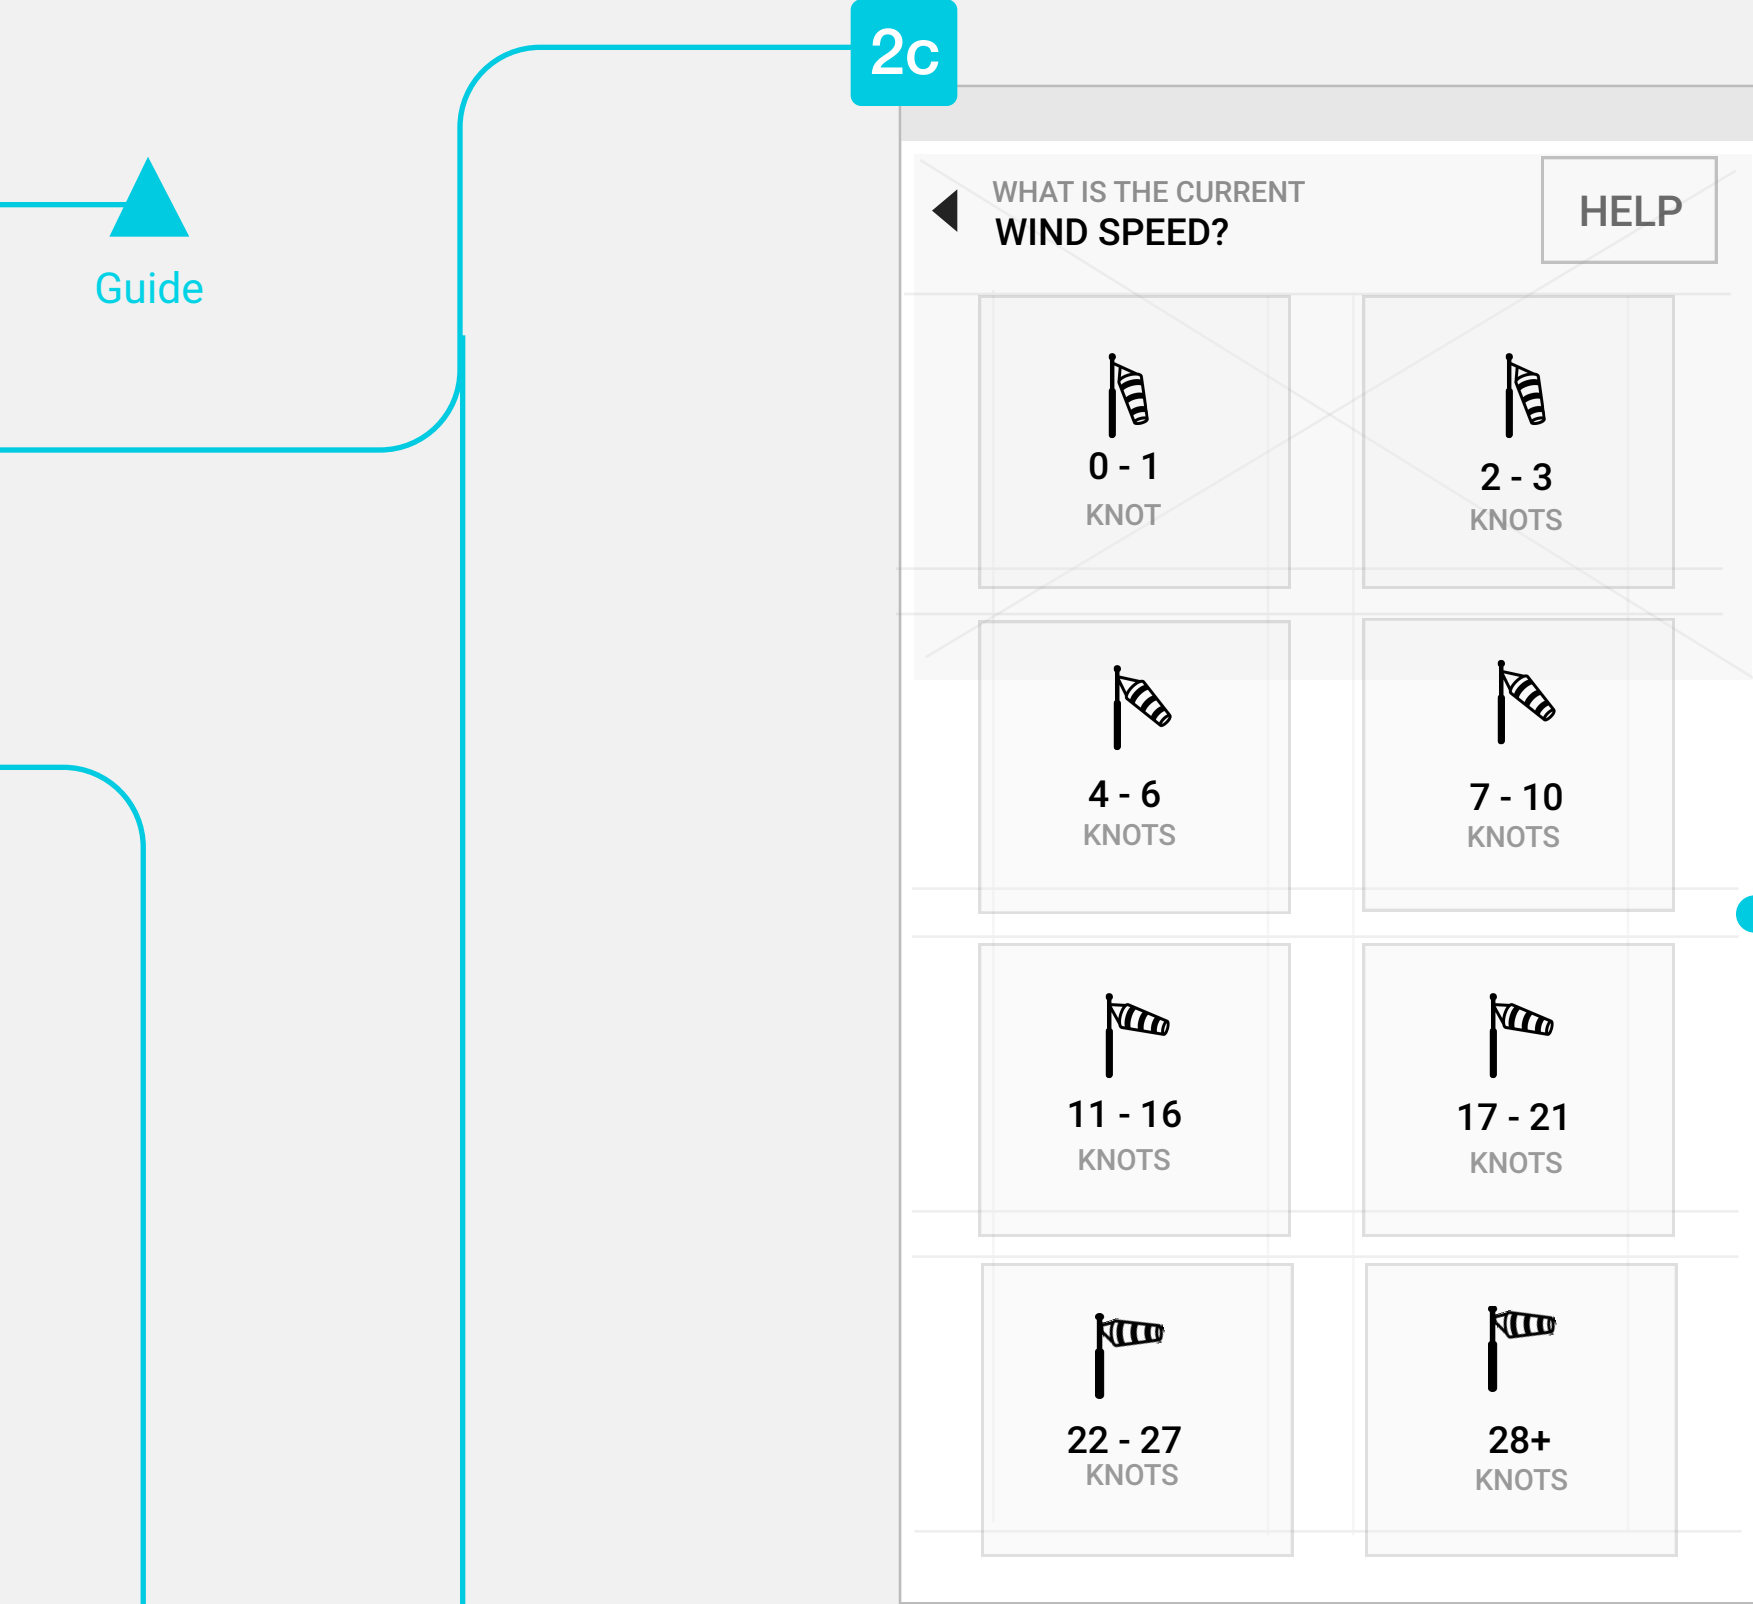 2c
Guide
WHAT IS THE CURRENT
WIND SPEED?
HELP
0 - 1
KNOT
2 - 3
KNOTS
4 - 6
KNOTS
7 - 10
KNOTS
11 - 16
KNOTS
17 - 21
KNOTS
22 - 27
KNOTS
28+
KNOTS